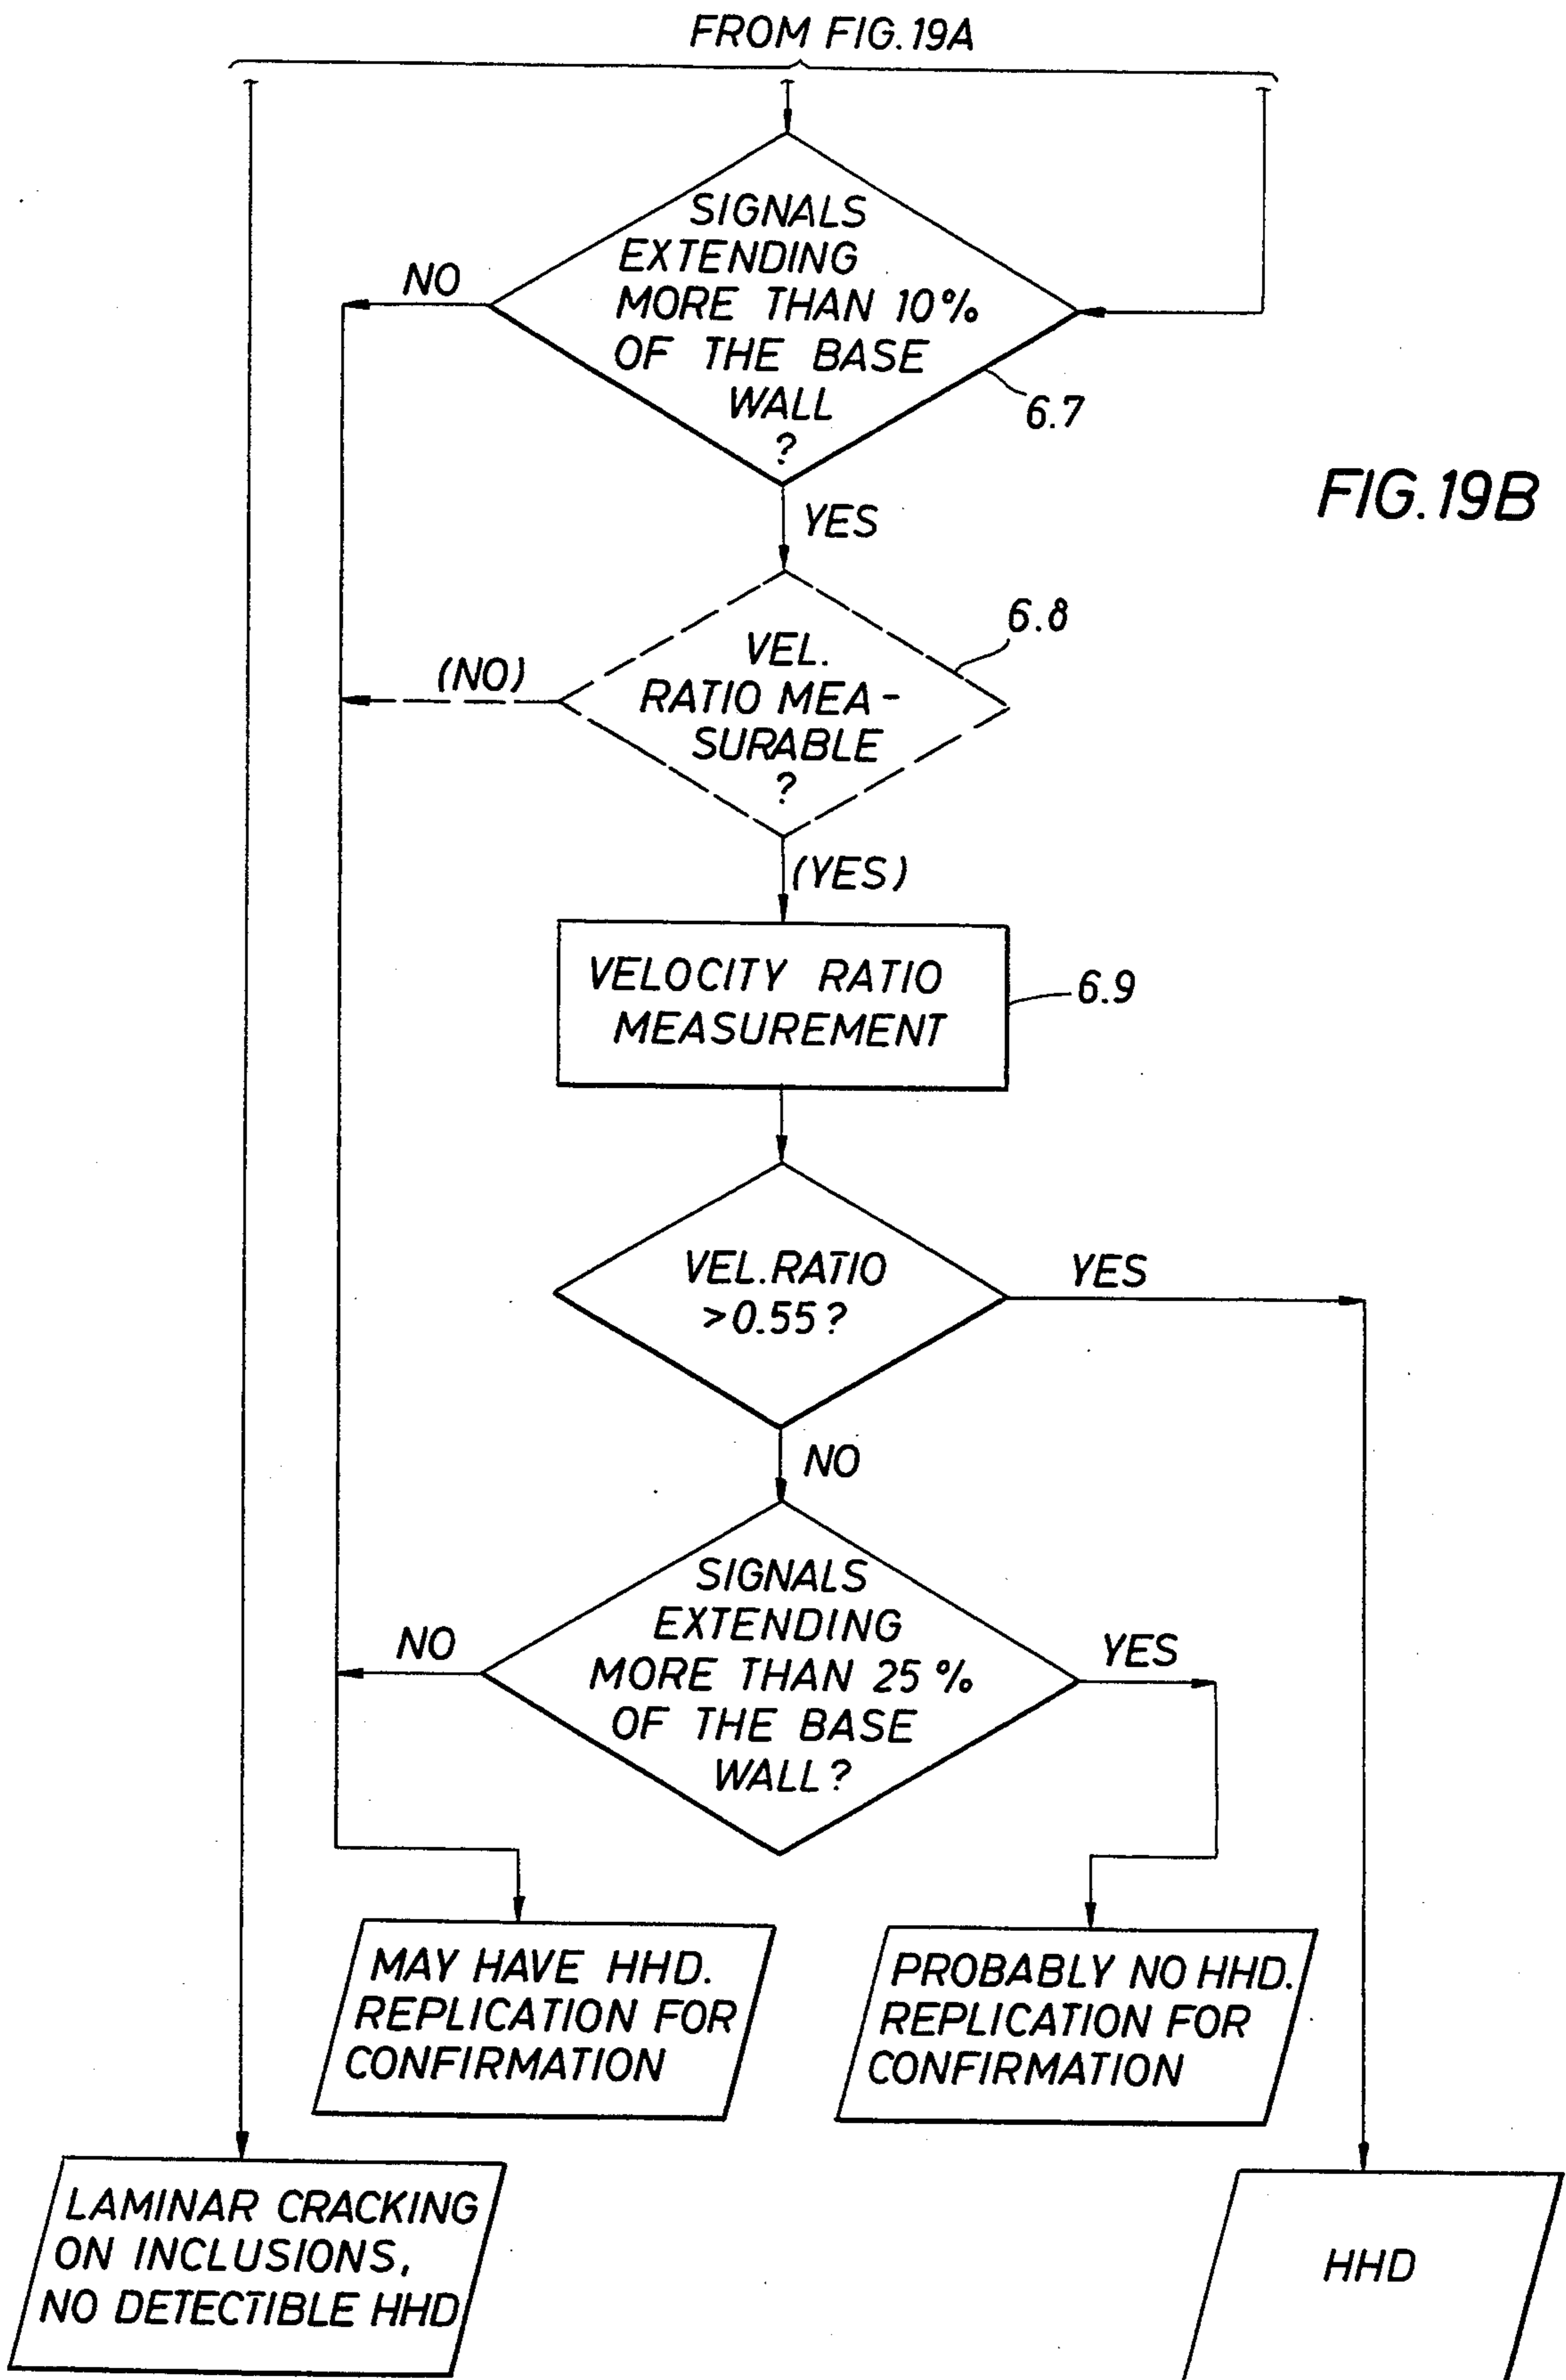 FROM FIG.19A
SIGNALS
EXTENDING
MORE THAN 10%
OF THE BASE
WALL
?
NO
6.7
FIG.19B
YES
6.8
VEL.
RATIO MEA-
SURABLE
?
(NO)
(YES)
VELOCITY RATIO
MEASUREMENT
6.9
VEL.RATIO
>0.55?
YES
NO
SIGNALS
EXTENDING
MORE THAN 25%
OF THE BASE
WALL?
NO
YES
MAY HAVE HHD.
REPLICATION FOR
CONFIRMATION
PROBABLY NO HHD.
REPLICATION FOR
CONFIRMATION
LAMINAR CRACKING
ON INCLUSIONS,
NO DETECTIBLE HHD
HHD